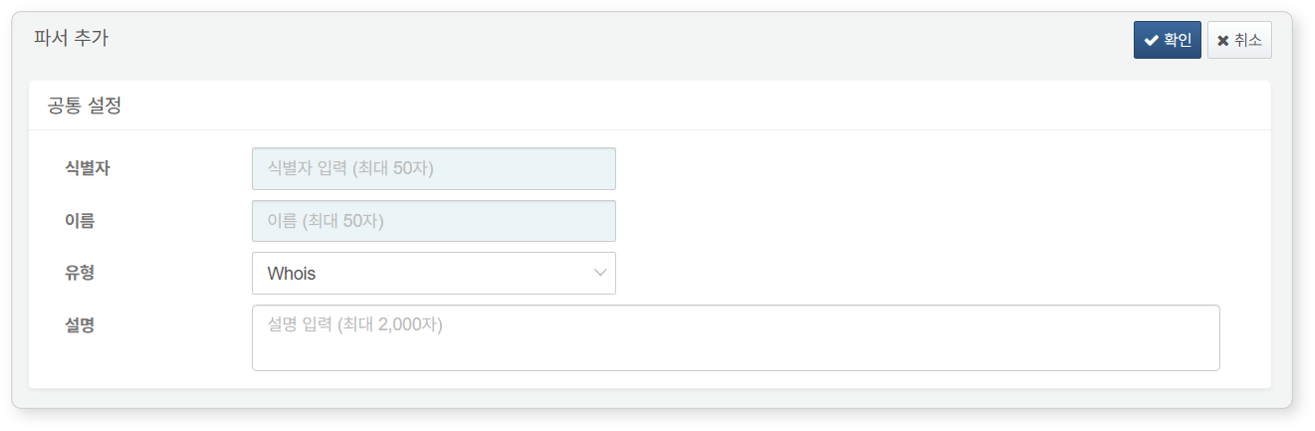 파서 추가
확인
취소
공통 설정
식별자
식별자 입력 (최대 50자)
이름
이름 (최대 50자)
유형
Whois
설명
설명 입력 (최대 2,000자)